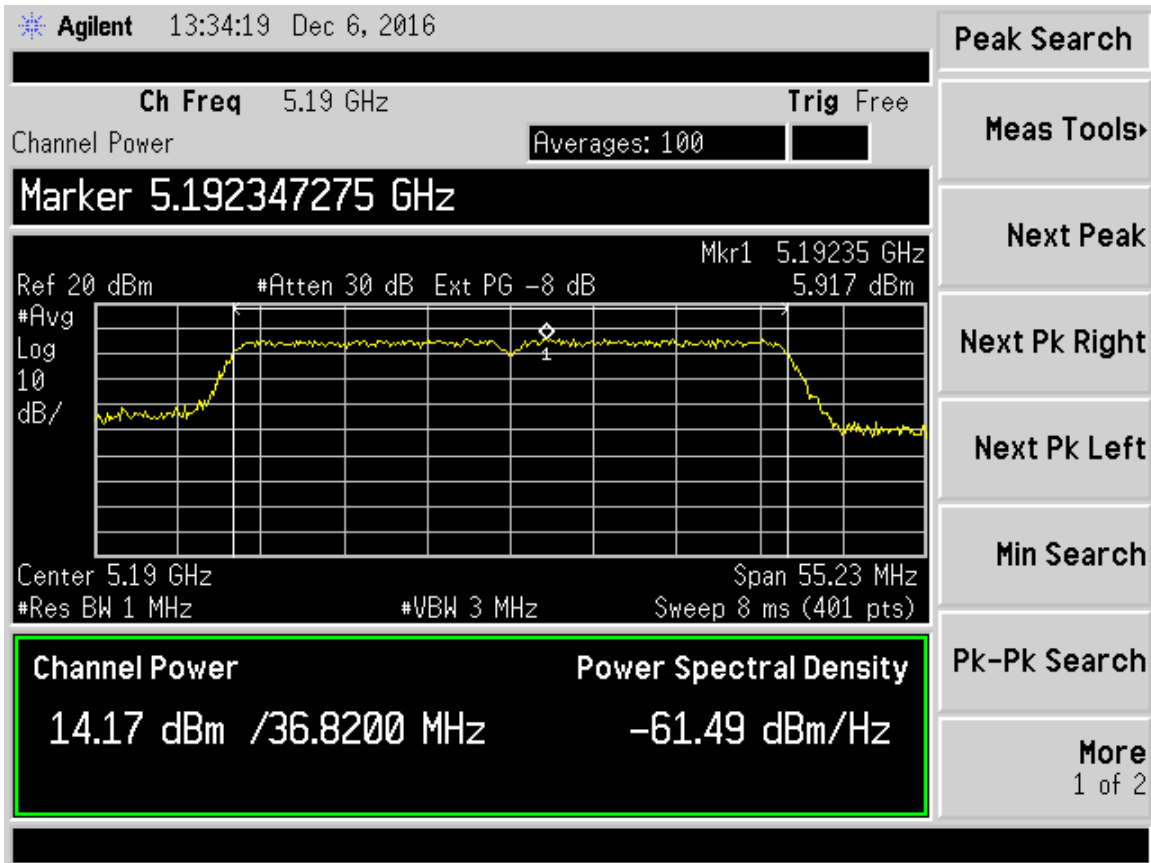 Agilent 13:34:19 Dec 6, 2016
Peak Search
Ch Freq 5.19 GHz Trig Free
Channel Power Averages: 100
Meas Tools
Marker 5.192347275 GHz
Next Peak
Mkr1 5.19235 GHz
Ref 20 dBm #Atten 30 dB Ext PG -8 dB 5.917 dBm
#Avg
Log
10
dB/
1
Next Pk Right
Next Pk Left
Center 5.19 GHz Span 55.23 MHz
#Res BW 1 MHz #VBW 3 MHz Sweep 8 ms (401 pts)
Min Search
Channel Power Power Spectral Density
14.17 dBm /36.8200 MHz -61.49 dBm/Hz
Pk-Pk Search
More
1 of 2